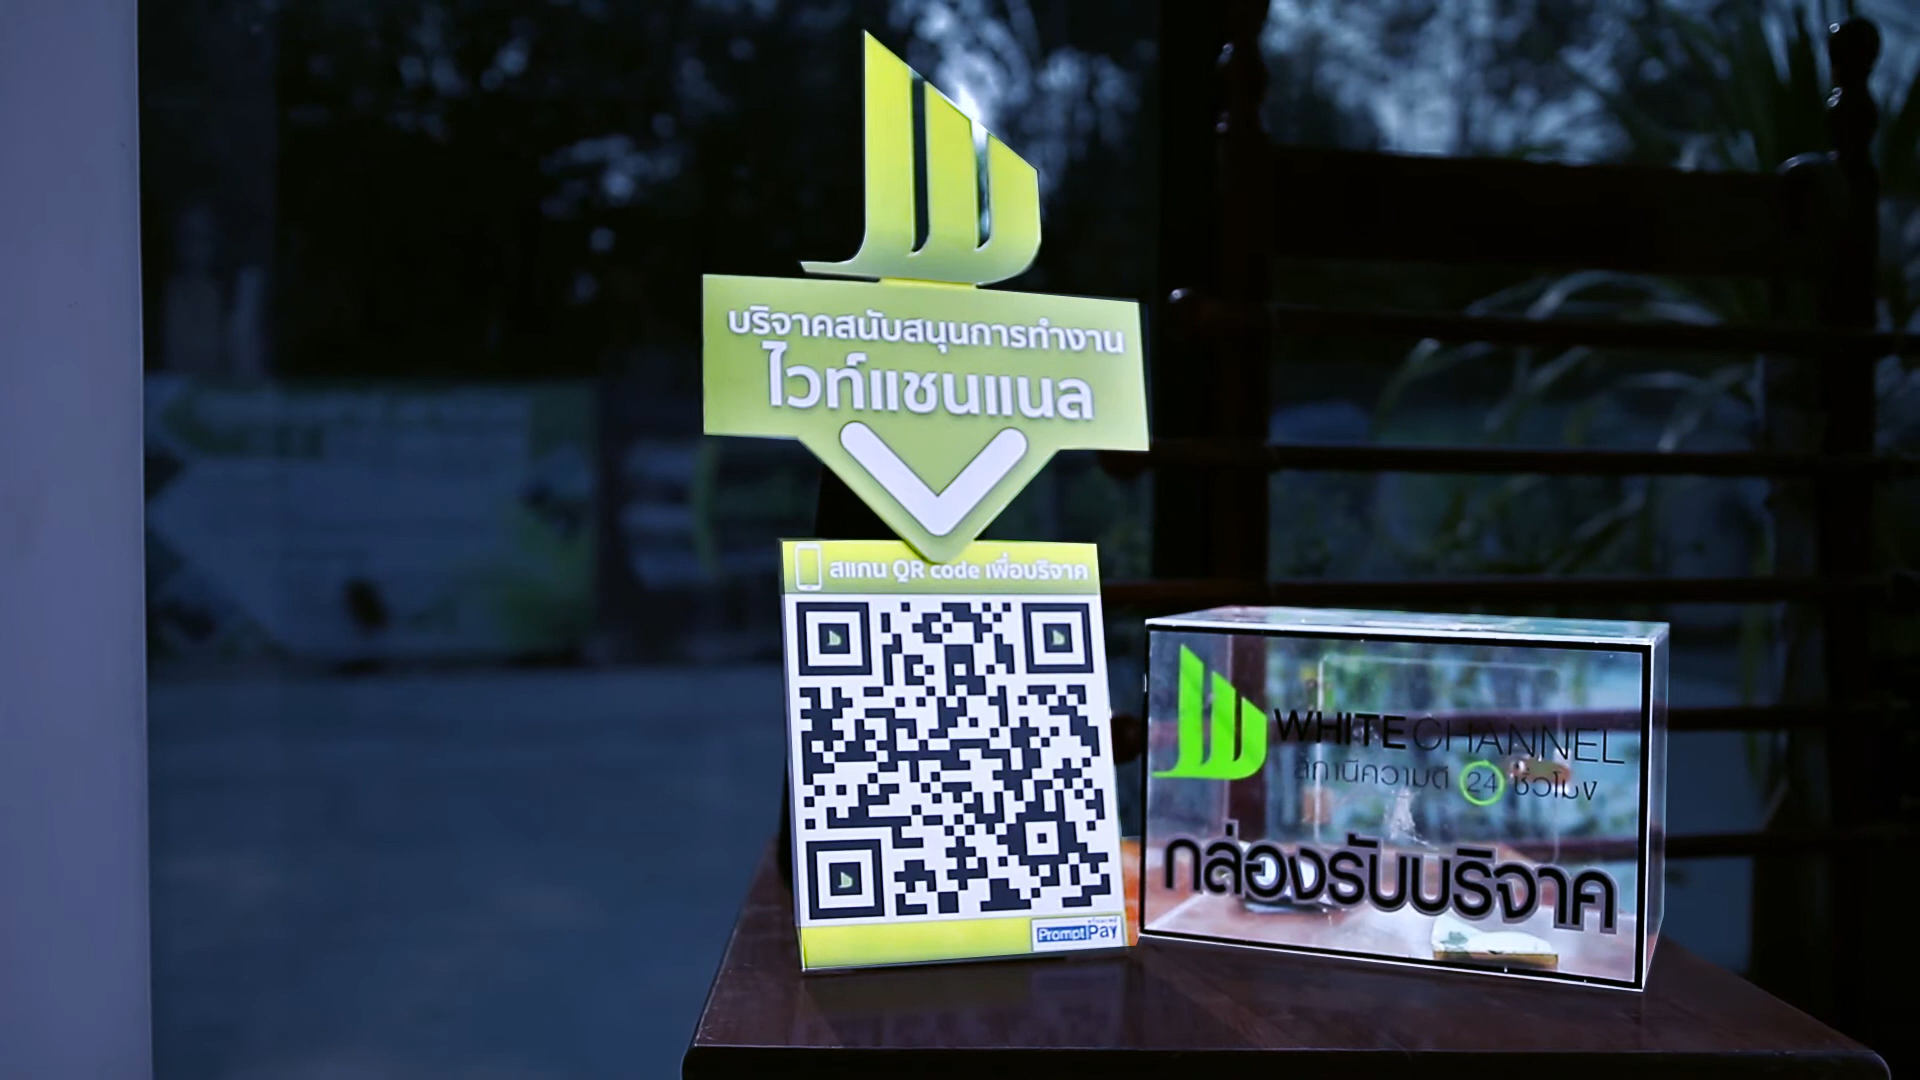 บริจาคสนับสนุนการทำงาน
ไวท์แชนแนล
สแกน QR code เพื่อบริจาค
PromptPay
WHITECHANNEL
สถานีความดี 24 ชั่วโมง
กล่องรับบริจาค